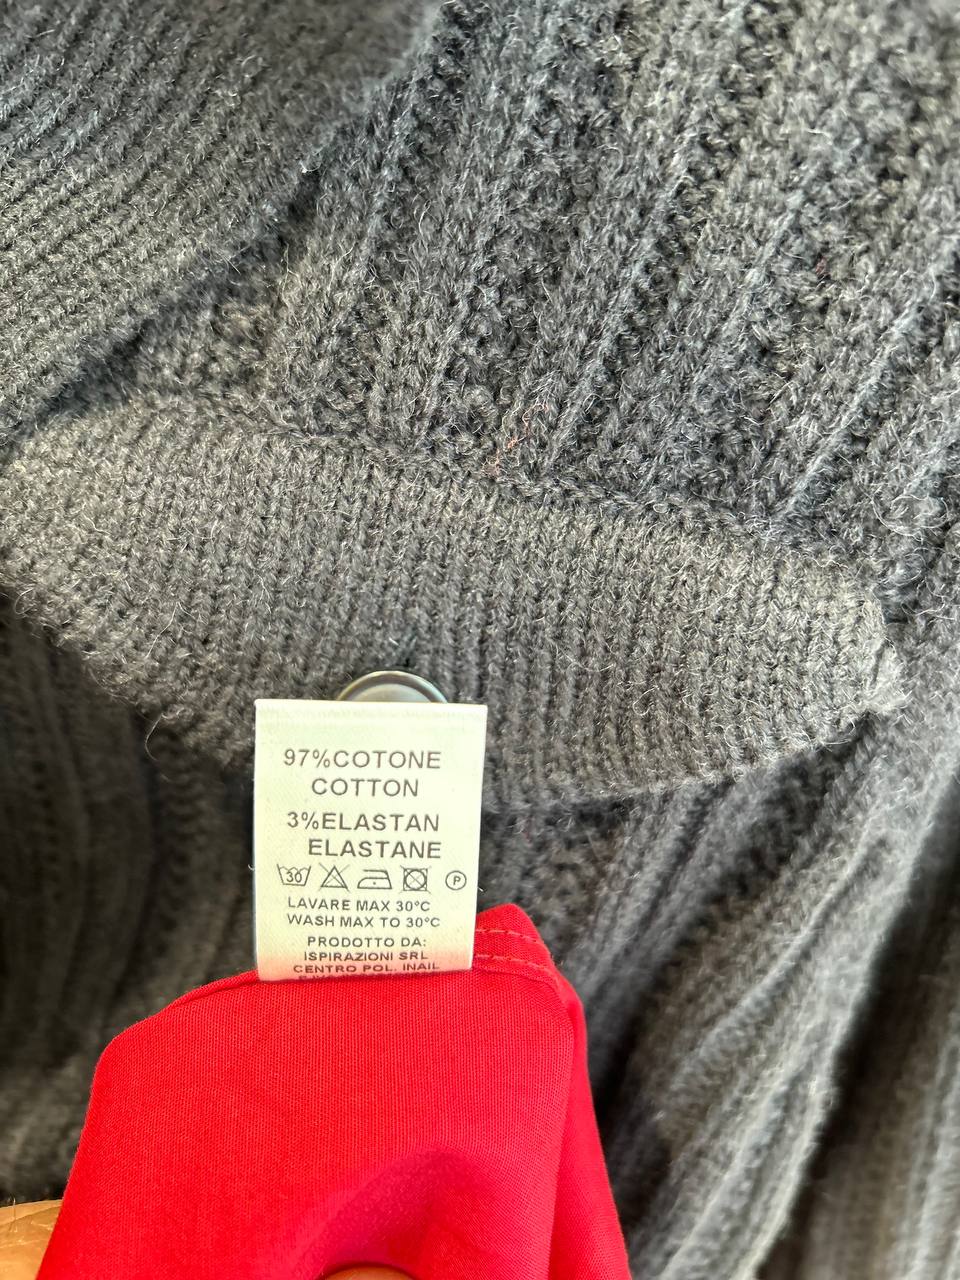 97%COTONE
COTTON
3%ELASTAN
ELASTANE
30 P
LAVARE MAX 30°C
WASH MAX TO 30°C
PRODOTTO DA:
ISPIRAZIONI SRL
CENTRO POL. INAIL